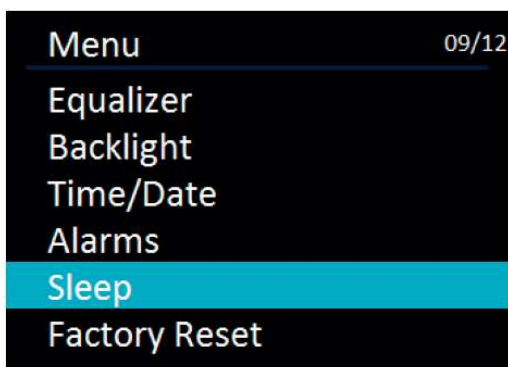 Menu 09/12
Equalizer
Backlight
Time/Date
Alarms
Sleep
Factory Reset